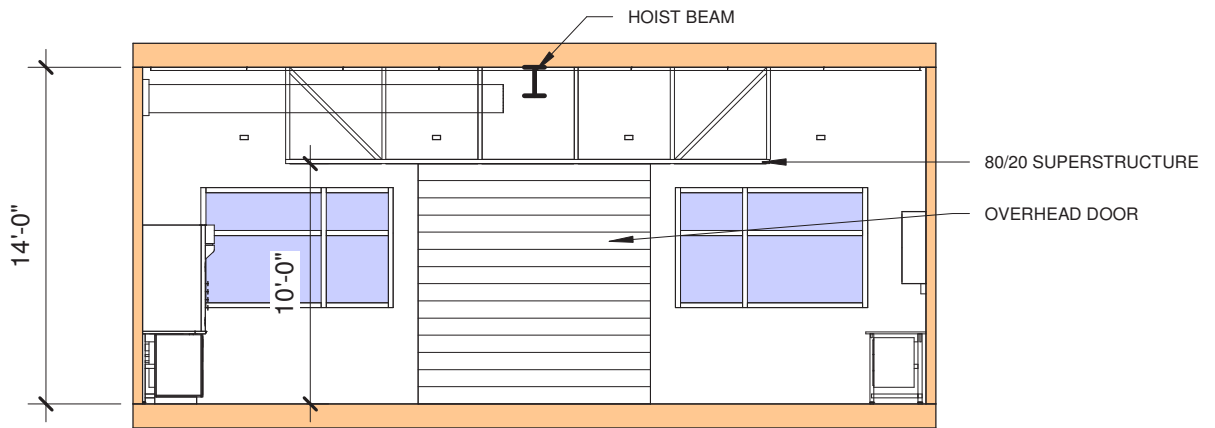 HOIST BEAM
80/20 SUPERSTRUCTURE
OVERHEAD DOOR
14'-0"
10'-0"